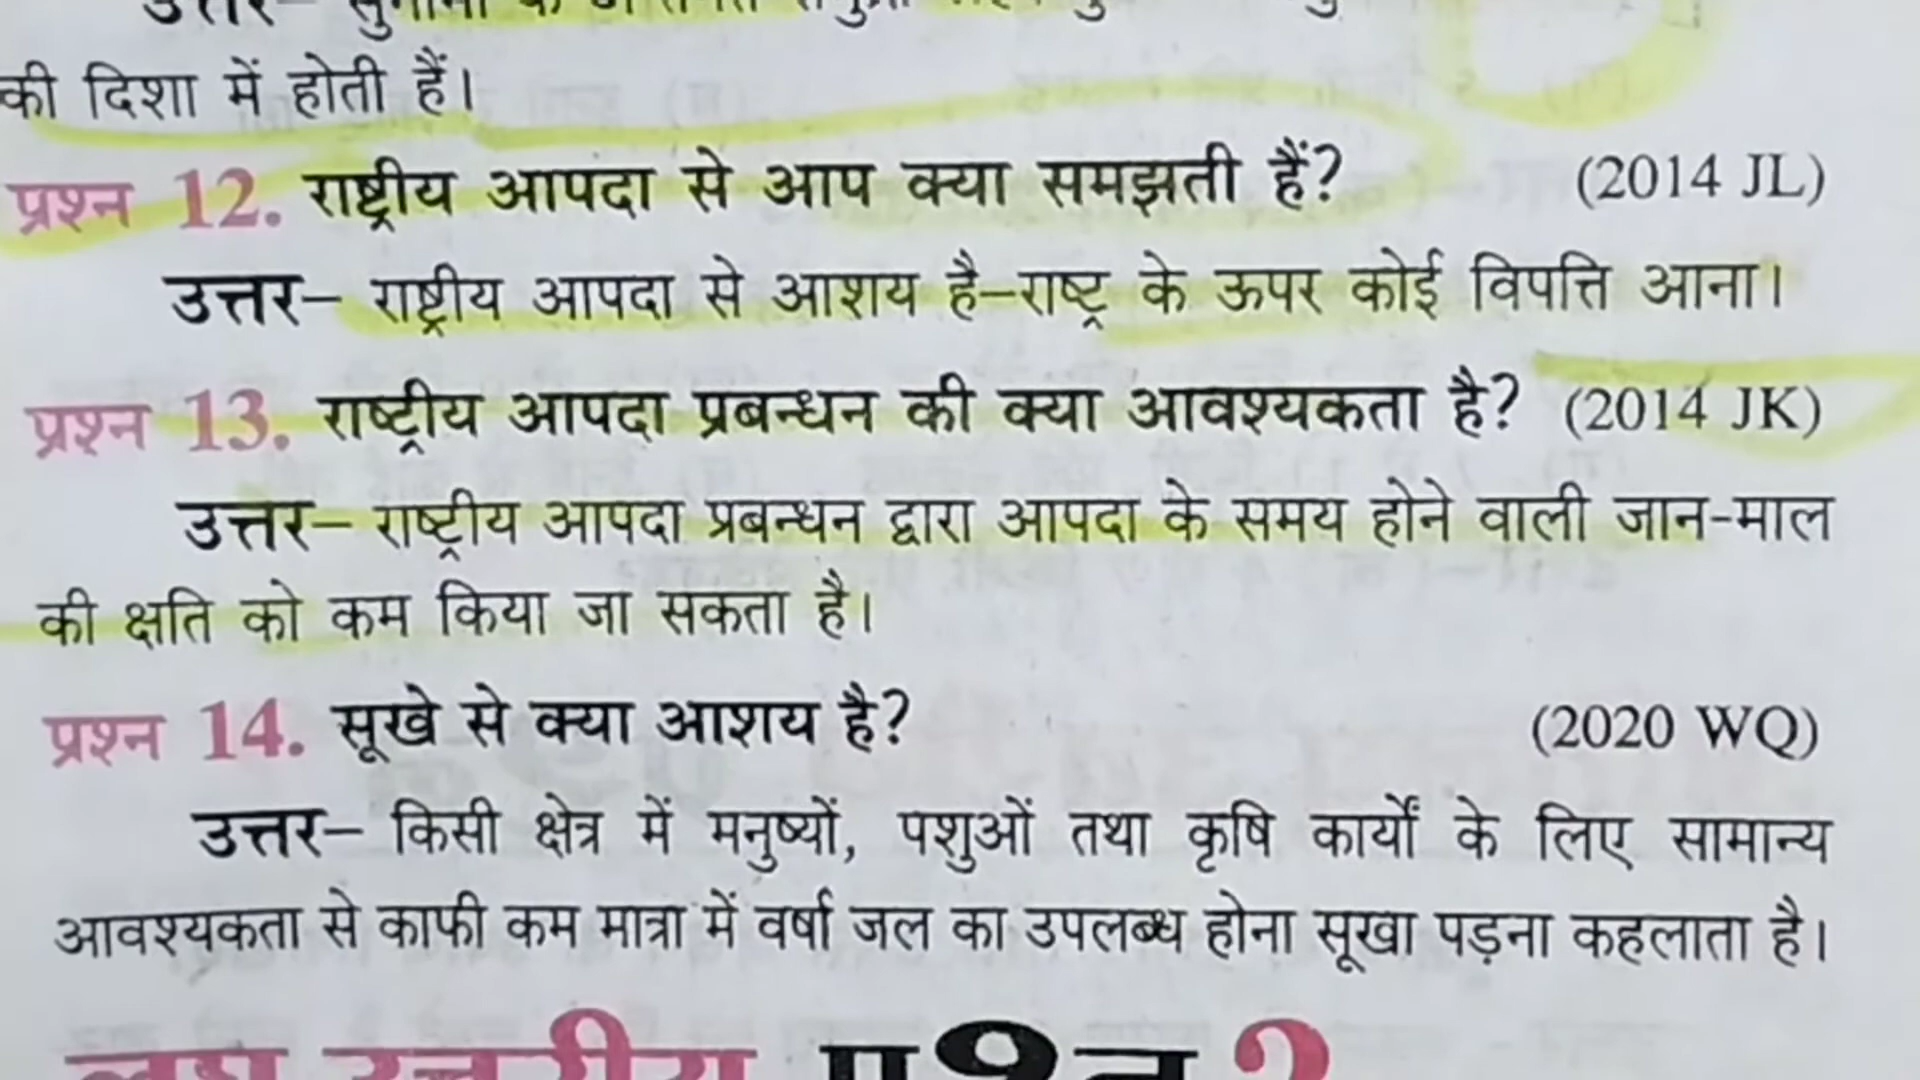 उत्तर–
की दिशा में होती हैं।
प्रश्न 12. राष्ट्रीय आपदा से आप क्या समझती हैं? (2014 JL)
उत्तर– राष्ट्रीय आपदा से आशय है–राष्ट्र के ऊपर कोई विपत्ति आना।
प्रश्न 13. राष्ट्रीय आपदा प्रबन्धन की क्या आवश्यकता है? (2014 JK)
उत्तर– राष्ट्रीय आपदा प्रबन्धन द्वारा आपदा के समय होने वाली जान-माल
की क्षति को कम किया जा सकता है।
प्रश्न 14. सूखे से क्या आशय है? (2020 WQ)
उत्तर– किसी क्षेत्र में मनुष्यों, पशुओं तथा कृषि कार्यों के लिए सामान्य
आवश्यकता से काफी कम मात्रा में वर्षा जल का उपलब्ध होना सूखा पड़ना कहलाता है।